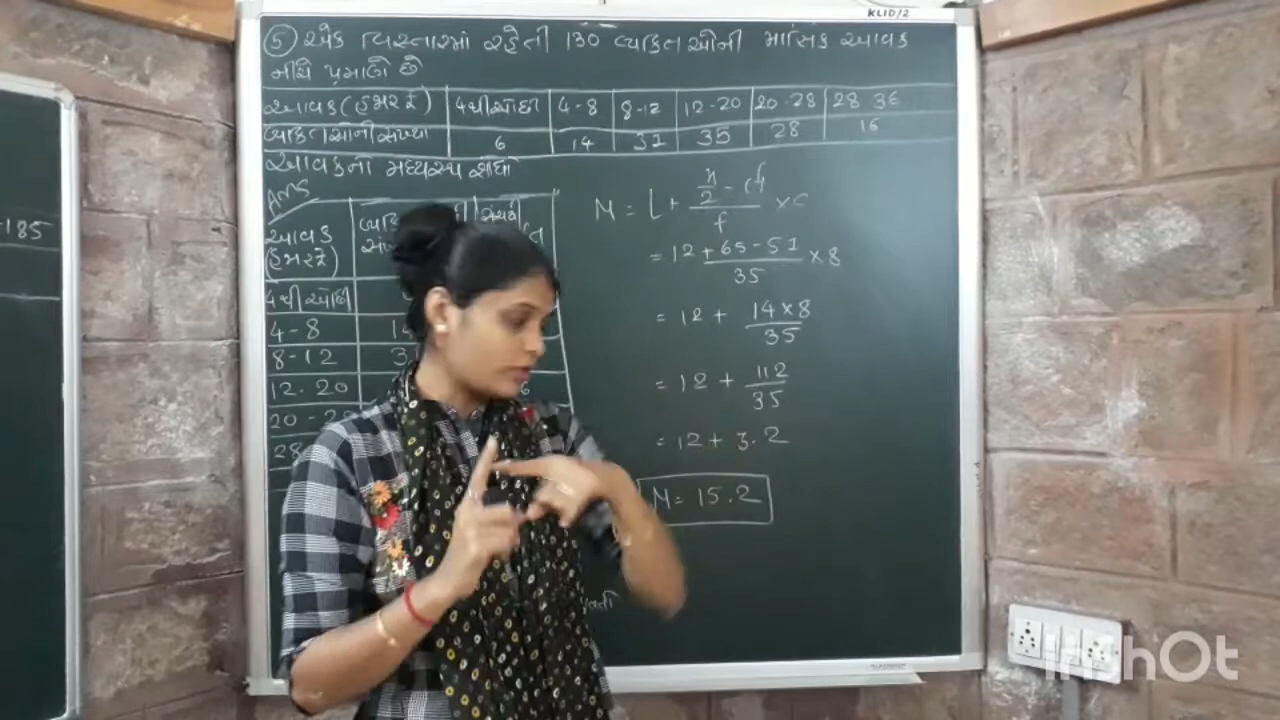 KLID/2
⑤ એક વિસ્તારમાં રહેતી 130 વ્યક્તિઓની માસિક આવક
નીચે પ્રમાણે છે
આવક (હજાર રૂ) 4થી ઓછી 4-8 8-12 12-20 20-28 28-36
વ્યક્તિઓની સંખ્યા 6 14 31 35 28 16
આવકનો મધ્યસ્થ શોધો
Ans
આવક (હજાર રૂ)
4થી ઓછી
4-8 14
8-12 3
12-20
20-28
28
M = L + n/2 - cf / f × c
= 12 + 65 - 51 / 35 × 8
= 12 + 14 × 8 / 35
= 12 + 112 / 35
= 12 + 3.2
M = 15.2
185
InShOt